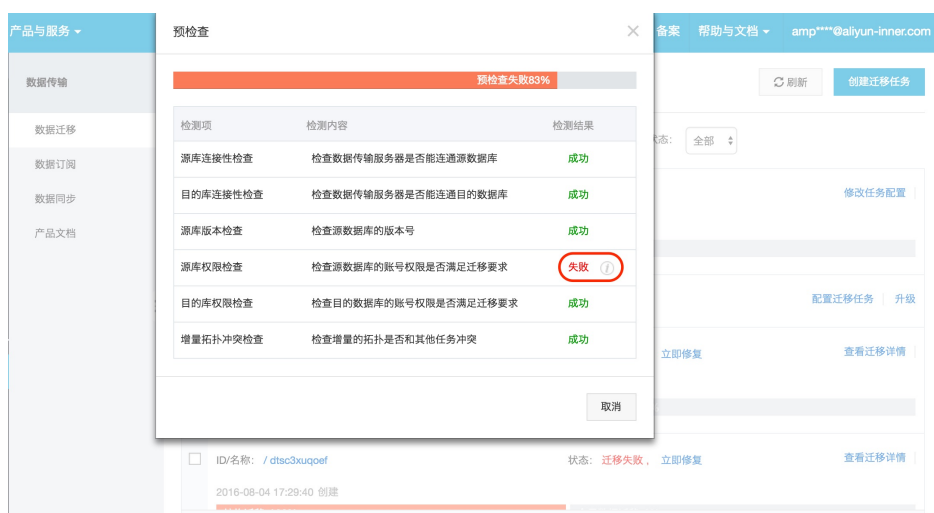 产品与服务
预检查
备案 帮助与文档 amp****@aliyun-inner.com
数据传输
预检查失败83%
刷新 创建迁移任务
数据迁移
数据订阅
数据同步
产品文档
检测项 检测内容 检测结果
状态: 全部
源库连接性检查 检查数据传输服务器是否能连通源数据库 成功
目的库连接性检查 检查数据传输服务器是否能连通目的数据库 成功
修改任务配置
源库版本检查 检查源数据库的版本号 成功
源库权限检查 检查源数据库的账号权限是否满足迁移要求 失败
目的库权限检查 检查目的数据库的账号权限是否满足迁移要求 成功
配置迁移任务 升级
增量拓扑冲突检查 检查增量的拓扑是否和其他任务冲突 成功
立即修复 查看迁移详情
取消
ID/名称: / dtsc3xuqoef 状态: 迁移失败, 立即修复 查看迁移详情
2016-08-04 17:29:40 创建